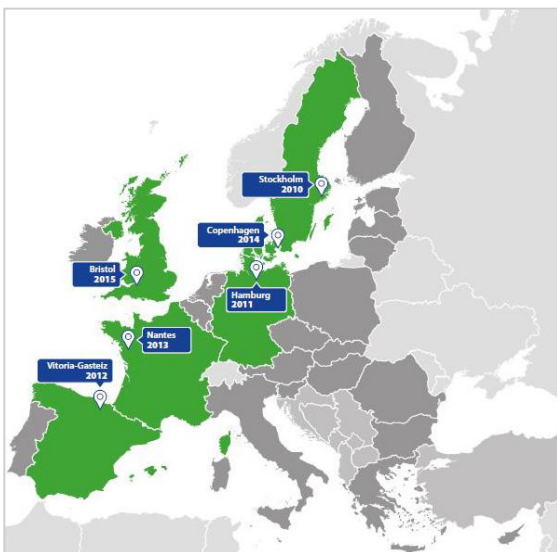 Stockholm
2010
Copenhagen
2014
Bristol
2015
Hamburg
2011
Nantes
2013
Vitoria-Gasteiz
2012